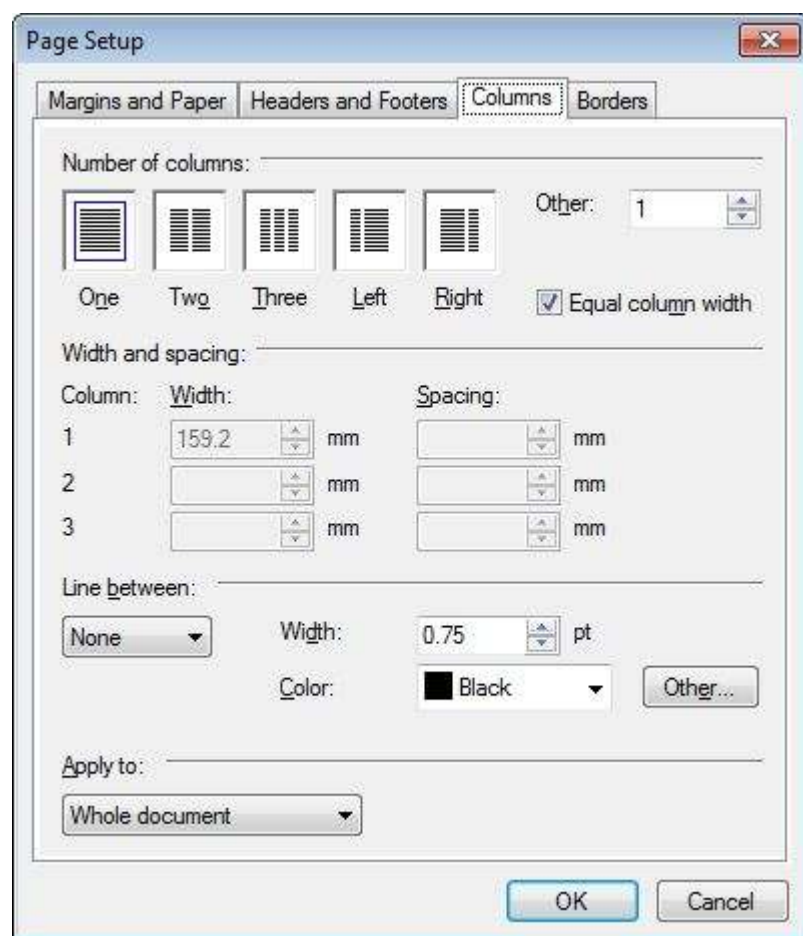 Page Setup
Margins and Paper Headers and Footers Columns Borders
Number of columns:
Other: 1
One Two Three Left Right
Equal column width
Width and spacing:
Column: Width: Spacing:
1 159.2 mm mm
2 mm mm
3 mm mm
Line between:
None Width: 0.75 pt
Color: Black Other...
Apply to:
Whole document
OK Cancel